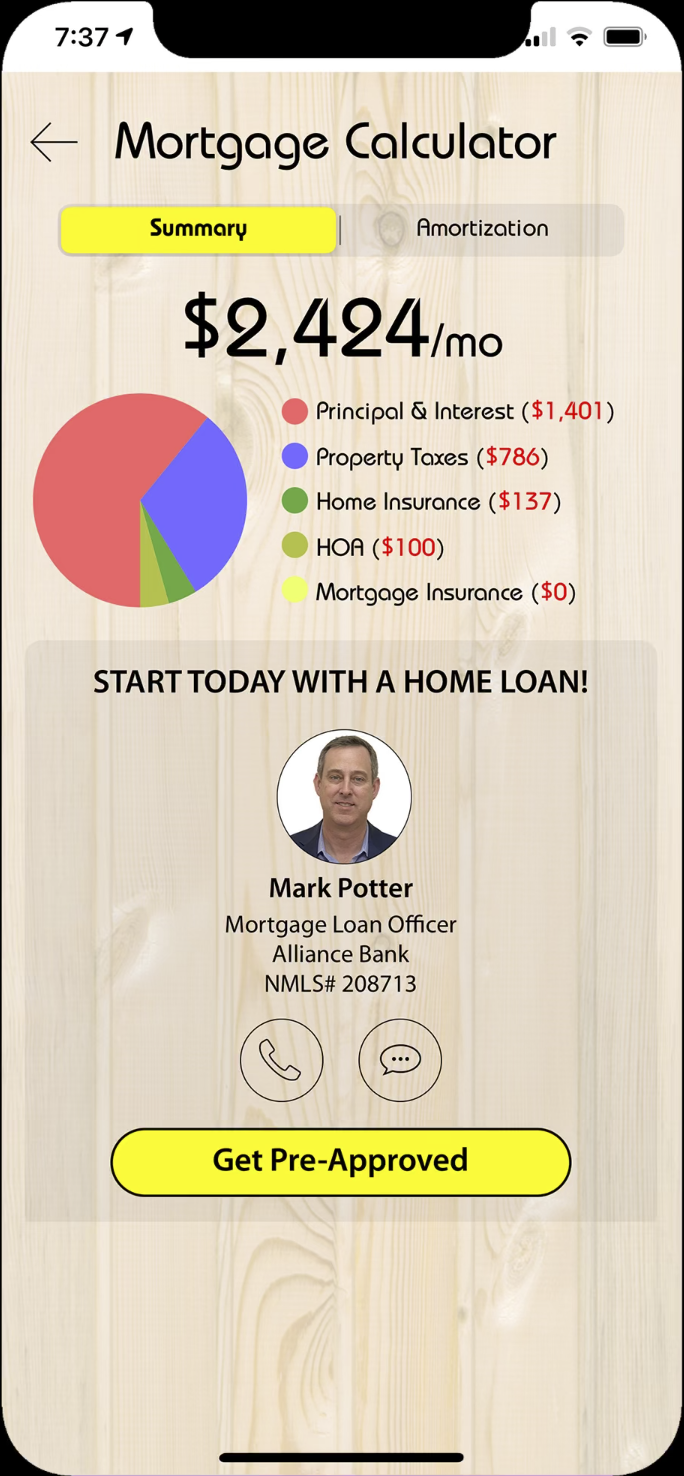 7:37
Mortgage Calculator
Summary
Amortization
$2,424/mo
Principal & Interest ($1,401)
Property Taxes ($786)
Home Insurance ($137)
HOA ($100)
Mortgage Insurance ($0)
START TODAY WITH A HOME LOAN!
Mark Potter
Mortgage Loan Officer
Alliance Bank
NMLS# 208713
Get Pre-Approved